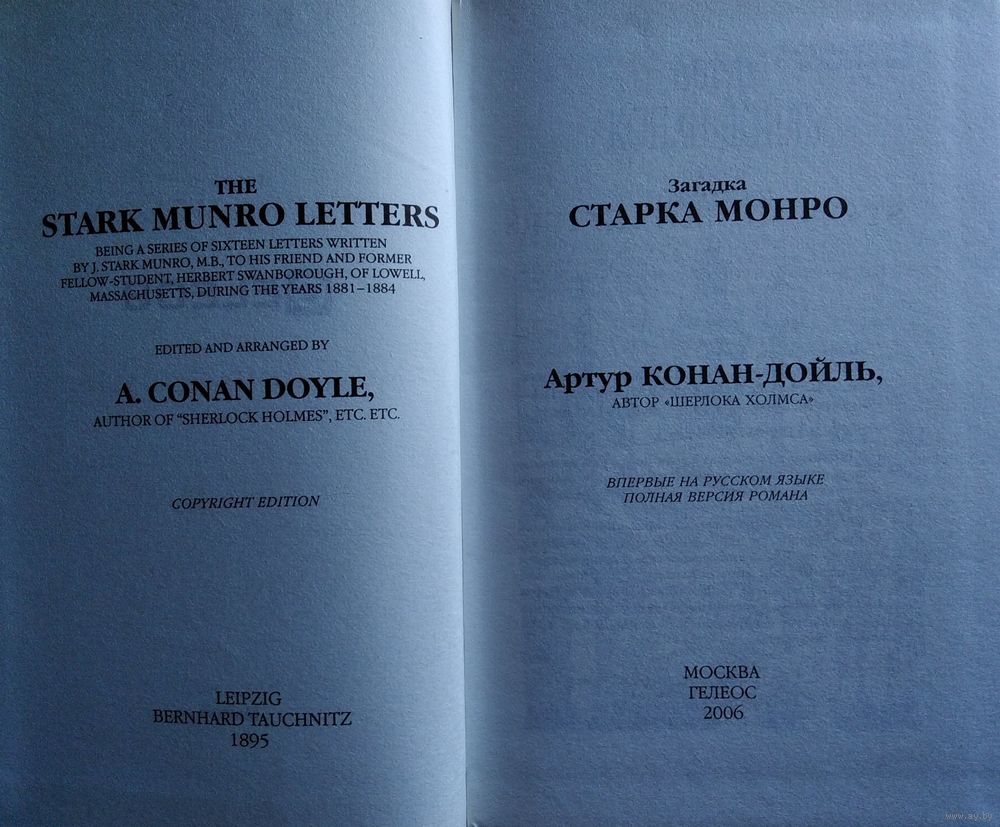 THE
STARK MUNRO LETTERS
BEING A SERIES OF SIXTEEN LETTERS WRITTEN
BY J. STARK MUNRO, M.B., TO HIS FRIEND AND FORMER
FELLOW-STUDENT, HERBERT SWANBOROUGH, OF LOWELL,
MASSACHUSETTS, DURING THE YEARS 1881–1884
EDITED AND ARRANGED BY
A. CONAN DOYLE,
AUTHOR OF “SHERLOCK HOLMES”, ETC. ETC.
COPYRIGHT EDITION
LEIPZIG
BERNHARD TAUCHNITZ
1895
Загадка
СТАРКА МОНРО
Артур КОНАН-ДОЙЛЬ,
АВТОР «ШЕРЛОКА ХОЛМСА»
ВПЕРВЫЕ НА РУССКОМ ЯЗЫКЕ
ПОЛНАЯ ВЕРСИЯ РОМАНА
МОСКВА
ГЕЛЕОС
2006
www.ay.by